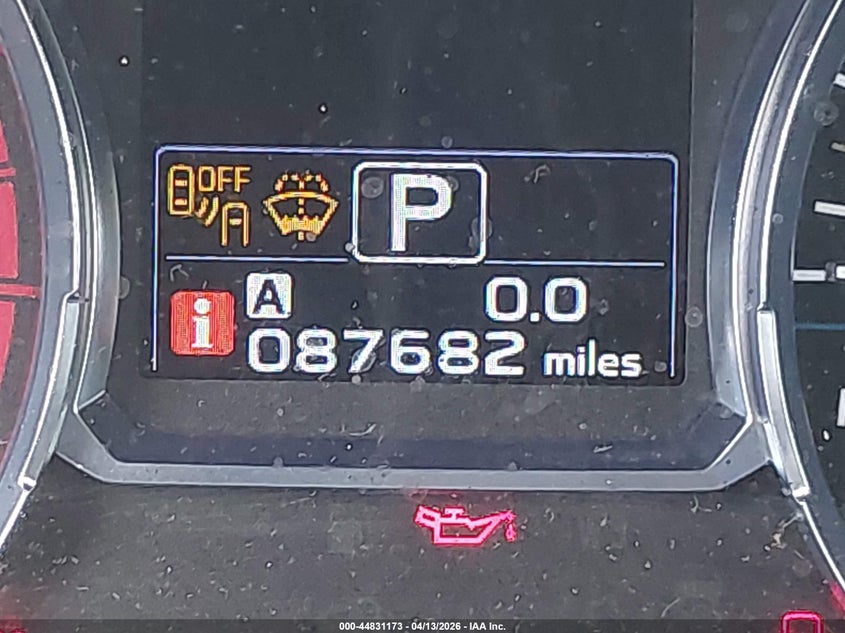 OFF
P
A 0.0
i
087682 miles
000-44831173 - 04/13/2026 - IAA Inc.